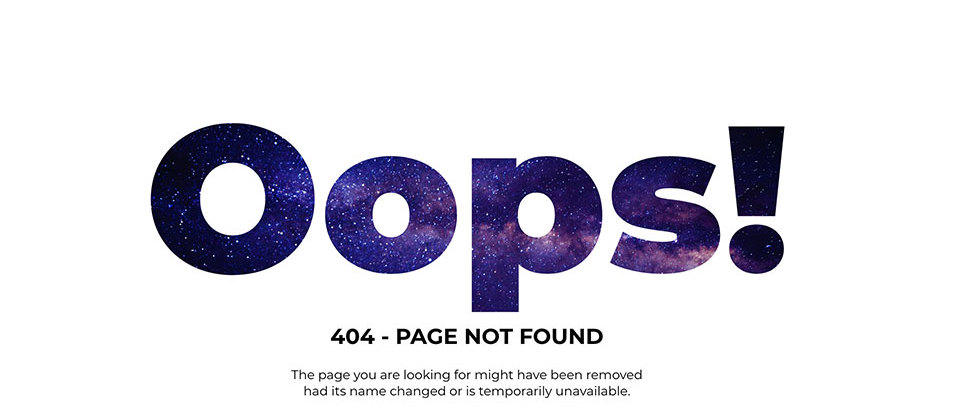 Oops!
404 - PAGE NOT FOUND
The page you are looking for might have been removed
had its name changed or is temporarily unavailable.